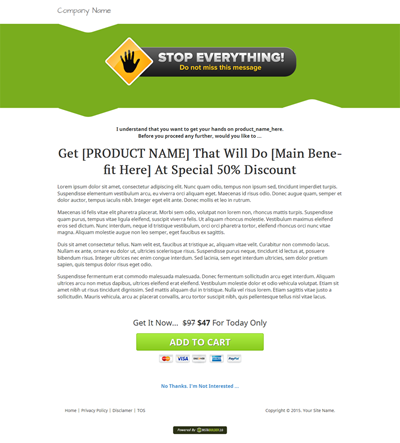 Company Name
STOP EVERYTHING!
Do not miss this message
I understand that you want to get your hands on product_name_here.
Before you proceed any further, would you like to ...
Get [PRODUCT NAME] That Will Do [Main Bene-
fit Here] At Special 50% Discount
Lorem ipsum dolor sit amet, consectetur adipiscing elit. Nunc quam odio, tempus non ipsum sed, tincidunt imperdiet turpis.
Suspendisse elementum vestibulum arcu, eu viverra orci aliquam eget. Maecenas id risus odio. Donec augue quam, semper et
dolor auctor, tempus iaculis nibh. Integer eget elit ante. Donec mollis et leo in rutrum.
Maecenas id felis vitae elit pharetra placerat. Morbi sem odio, volutpat non lorem non, rhoncus mattis turpis. Suspendisse
quam purus, tempus vitae ligula eleifend, suscipit viverra felis. Ut aliquam rhoncus molestie. Vestibulum eget eros rhoncus
eros sed dictum. Nunc interdum, neque id tristique vestibulum, orci orci pharetra tortor, eleifend rhoncus orci nunc vitae
magna. Aliquam molestie augue non leo semper, eget faucibus ex sagittis.
Duis sit amet consectetur tellus. Nam velit est, faucibus at tristique ac, aliquam vitae velit. Curabitur non commodo lacus.
Nullam ex ante, ornare eu dolor ut, ultricies scelerisque risus. Suspendisse purus neque, tincidunt id lectus at, posuere
bibendum risus. Integer ultrices nec enim congue interdum. Sed lacinia, sem eget interdum ultricies, sem dolor pretium
sapien, quis tempus dolor risus eget odio.
Suspendisse fermentum erat commodo malesuada malesuada. Donec fermentum sollicitudin arcu eget interdum. Aliquam
ultrices arcu non metus dapibus, ultrices eleifend erat eleifend. Vestibulum molestie dolor et odio vehicula volutpat. Etiam sit
amet nibh ut risus tincidunt dignissim. Sed mattis aliquam dui in tristique. Nulla vel risus lorem. Etiam sagittis vitae justo a
sollicitudin. Mauris vehicula, arcu ac placerat convallis, arcu tortor suscipit nibh, quis pellentesque tellus nisl vitae lacus.
Get It Now... $97 $47 For Today Only
ADD TO CART
VISA
PayPal
No Thanks. I'm Not Interested ...
Home | Privacy Policy | Disclaimer | TOS
Copyright © 2015. Your Site Name.
Powered By